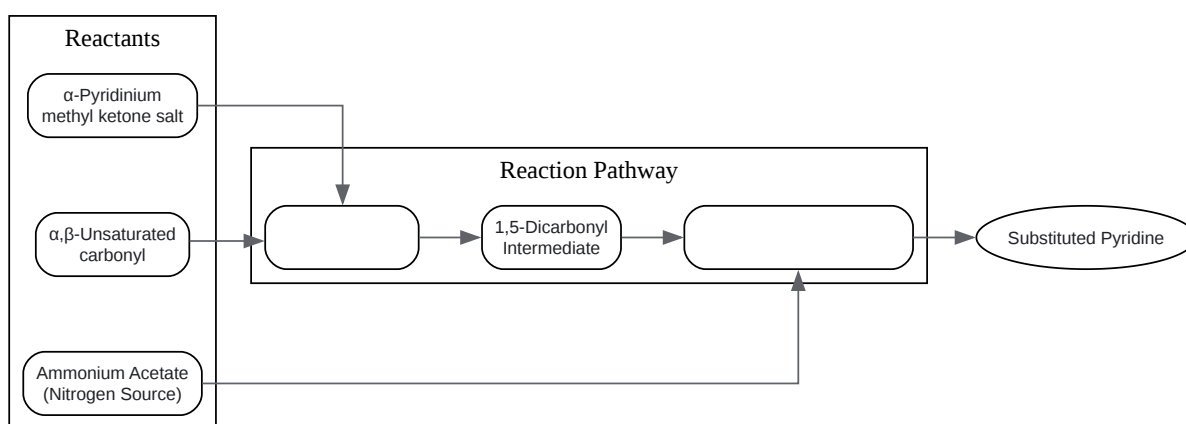 Reactants
α-Pyridinium
methyl ketone salt
Reaction Pathway
α,β-Unsaturated
carbonyl
1,5-Dicarbonyl
Intermediate
Substituted Pyridine
Ammonium Acetate
(Nitrogen Source)